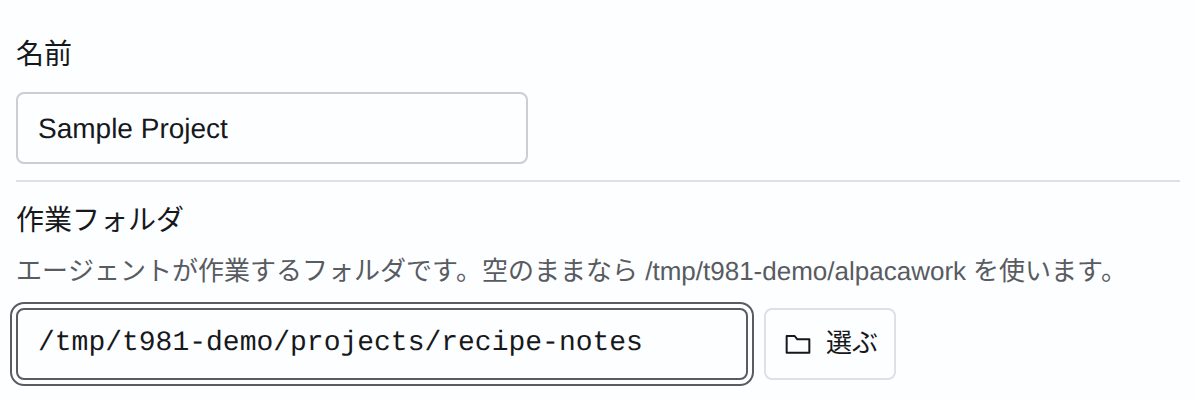 名前
Sample Project
作業フォルダ
エージェントが作業するフォルダです。空のままなら /tmp/t981-demo/alpacawork を使います。
/tmp/t981-demo/projects/recipe-notes
選ぶ